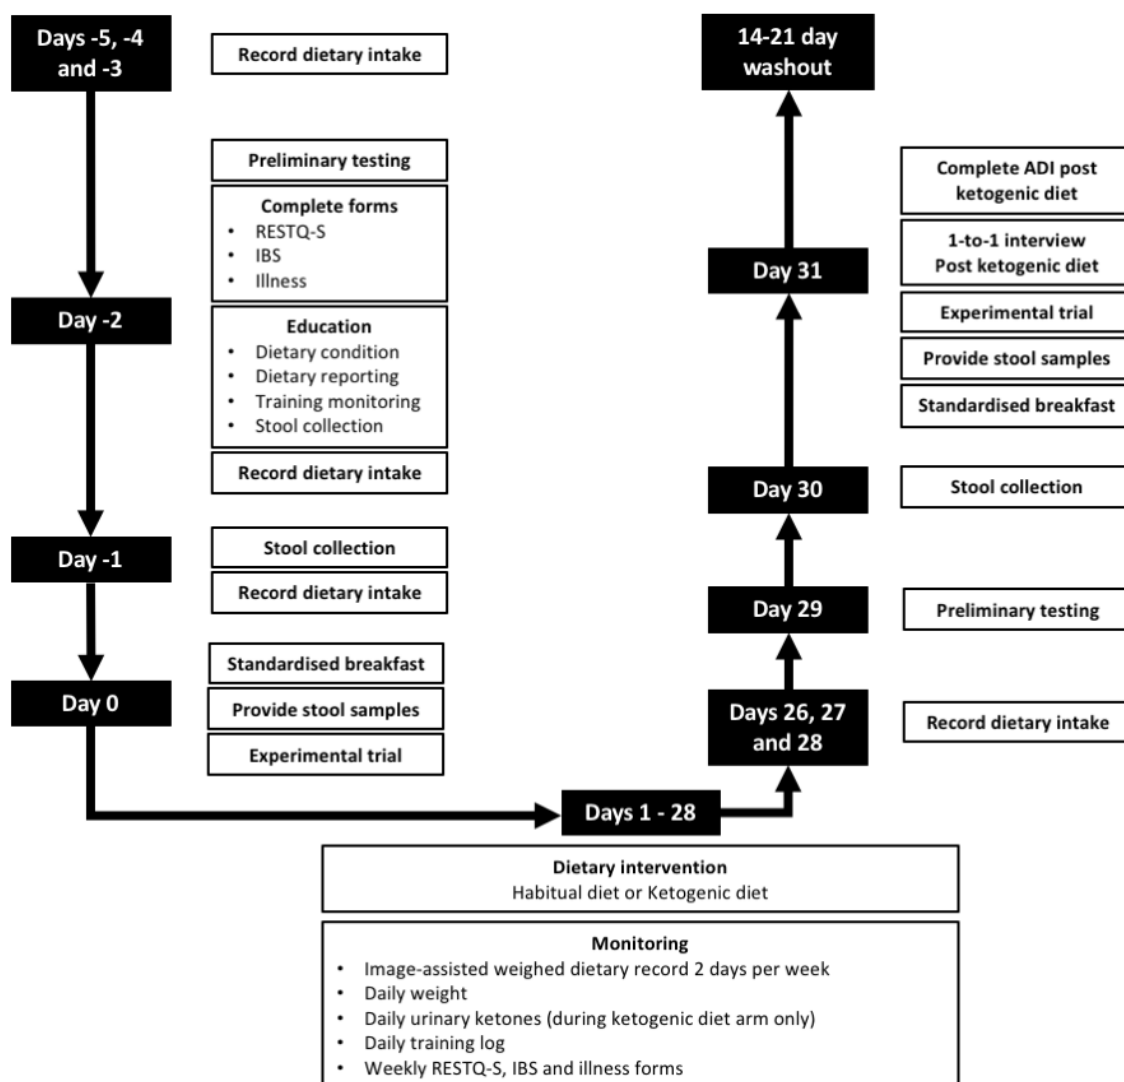 Days -5, -4
and -3
Record dietary intake
Preliminary testing
Complete forms
• RESTQ-S
• IBS
• Illness
Day -2
Education
• Dietary condition
• Dietary reporting
• Training monitoring
• Stool collection
Record dietary intake
Day -1
Stool collection
Record dietary intake
Standardised breakfast
Day 0
Provide stool samples
Experimental trial
Days 1 - 28
Dietary intervention
Habitual diet or Ketogenic diet
Monitoring
• Image-assisted weighed dietary record 2 days per week
• Daily weight
• Daily urinary ketones (during ketogenic diet arm only)
• Daily training log
• Weekly RESTQ-S, IBS and illness forms
Days 26, 27
and 28
Record dietary intake
Day 29
Preliminary testing
Day 30
Stool collection
Day 31
Complete ADI post
ketogenic diet
1-to-1 interview
Post ketogenic diet
Experimental trial
Provide stool samples
Standardised breakfast
14-21 day
washout